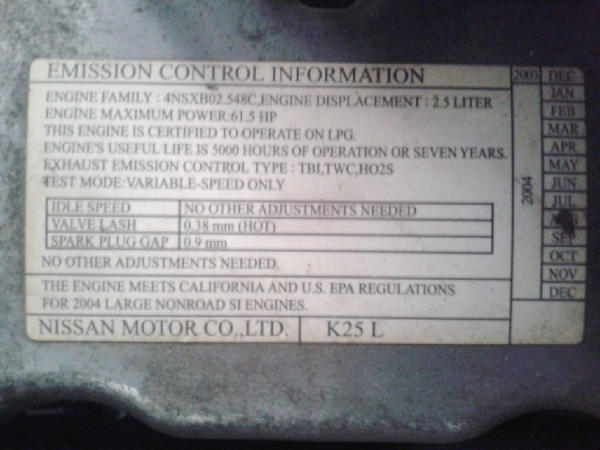 EMISSION CONTROL INFORMATION
ENGINE FAMILY : 4NSXB02.548C,ENGINE DISPLACEMENT : 2.5 LITER
ENGINE MAXIMUM POWER:61.5 HP
THIS ENGINE IS CERTIFIED TO OPERATE ON LPG.
ENGINE'S USEFUL LIFE IS 5000 HOURS OF OPERATION OR SEVEN YEARS.
EXHAUST EMISSION CONTROL TYPE : TBI,TWC,HO2S
TEST MODE:VARIABLE-SPEED ONLY
IDLE SPEED NO OTHER ADJUSTMENTS NEEDED
VALVE LASH 0.38 mm (HOT)
SPARK PLUG GAP 0.9 mm
NO OTHER ADJUSTMENTS NEEDED.
THE ENGINE MEETS CALIFORNIA AND U.S. EPA REGULATIONS
FOR 2004 LARGE NONROAD SI ENGINES.
NISSAN MOTOR CO.,LTD. K25 L
2003 DEC
2004
JAN
FEB
MAR
APR
MAY
JUN
JUL
AUG
SEP
OCT
NOV
DEC